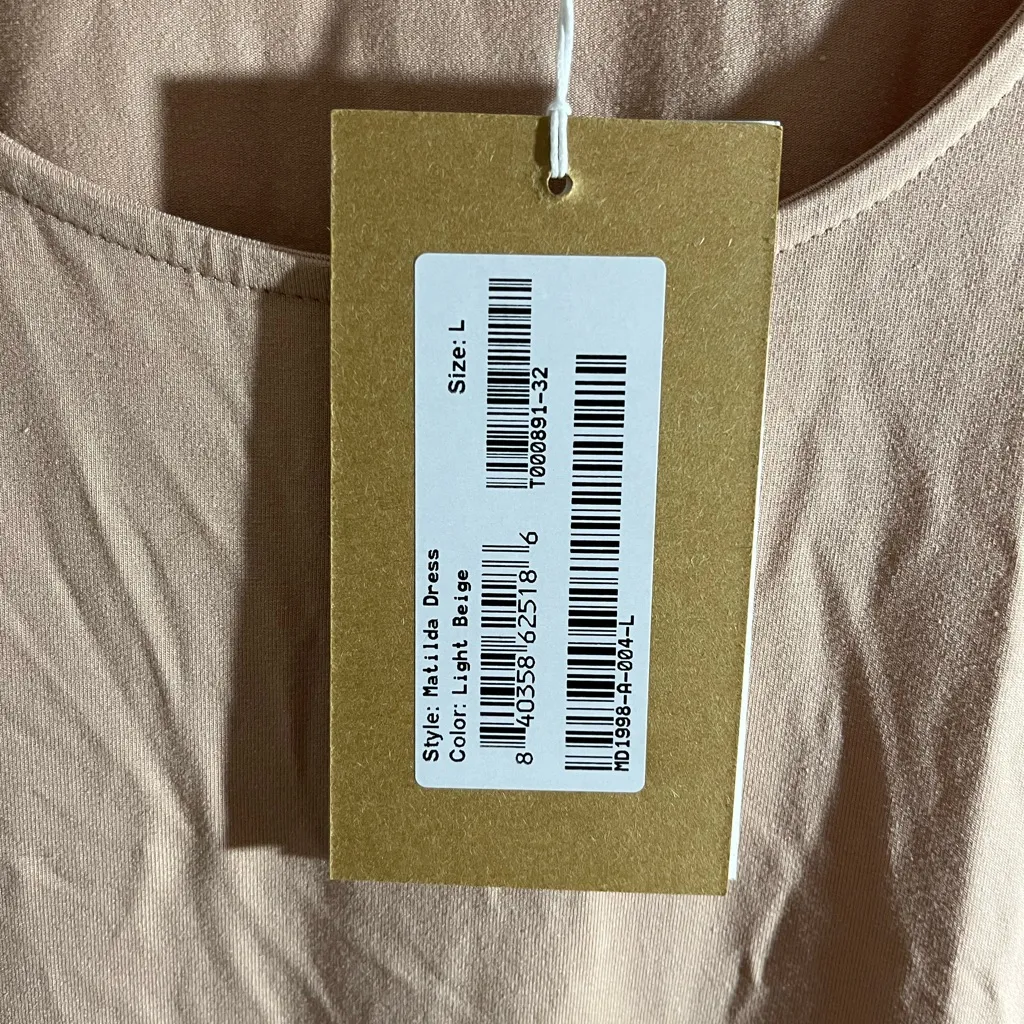 Style: Matilda Dress
Color: Light Beige
Size: L
8 40358 62518 6
T000891-32
MD1998-A-004-L